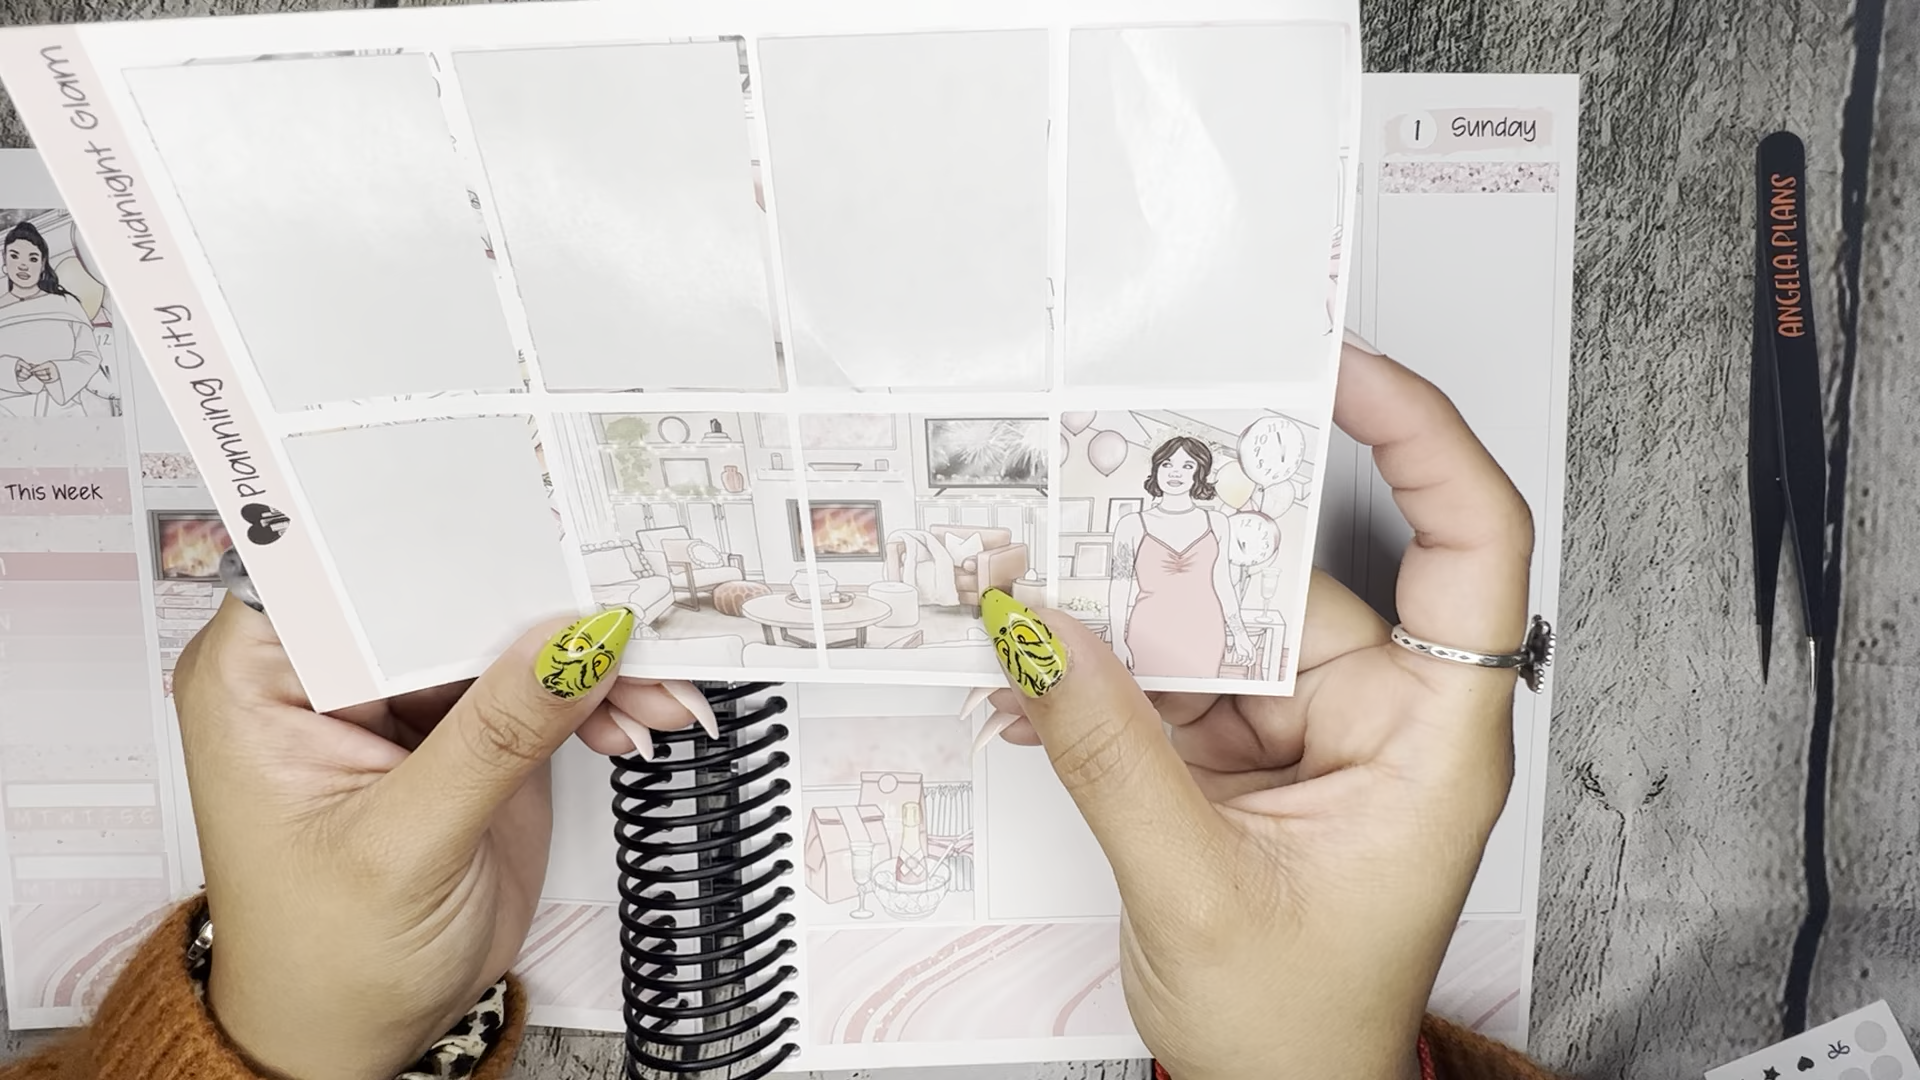 Midnight Glam
Planning City
1 Sunday
ANGELA.PLANS
This Week
M T W T F S S
M T W T F S S